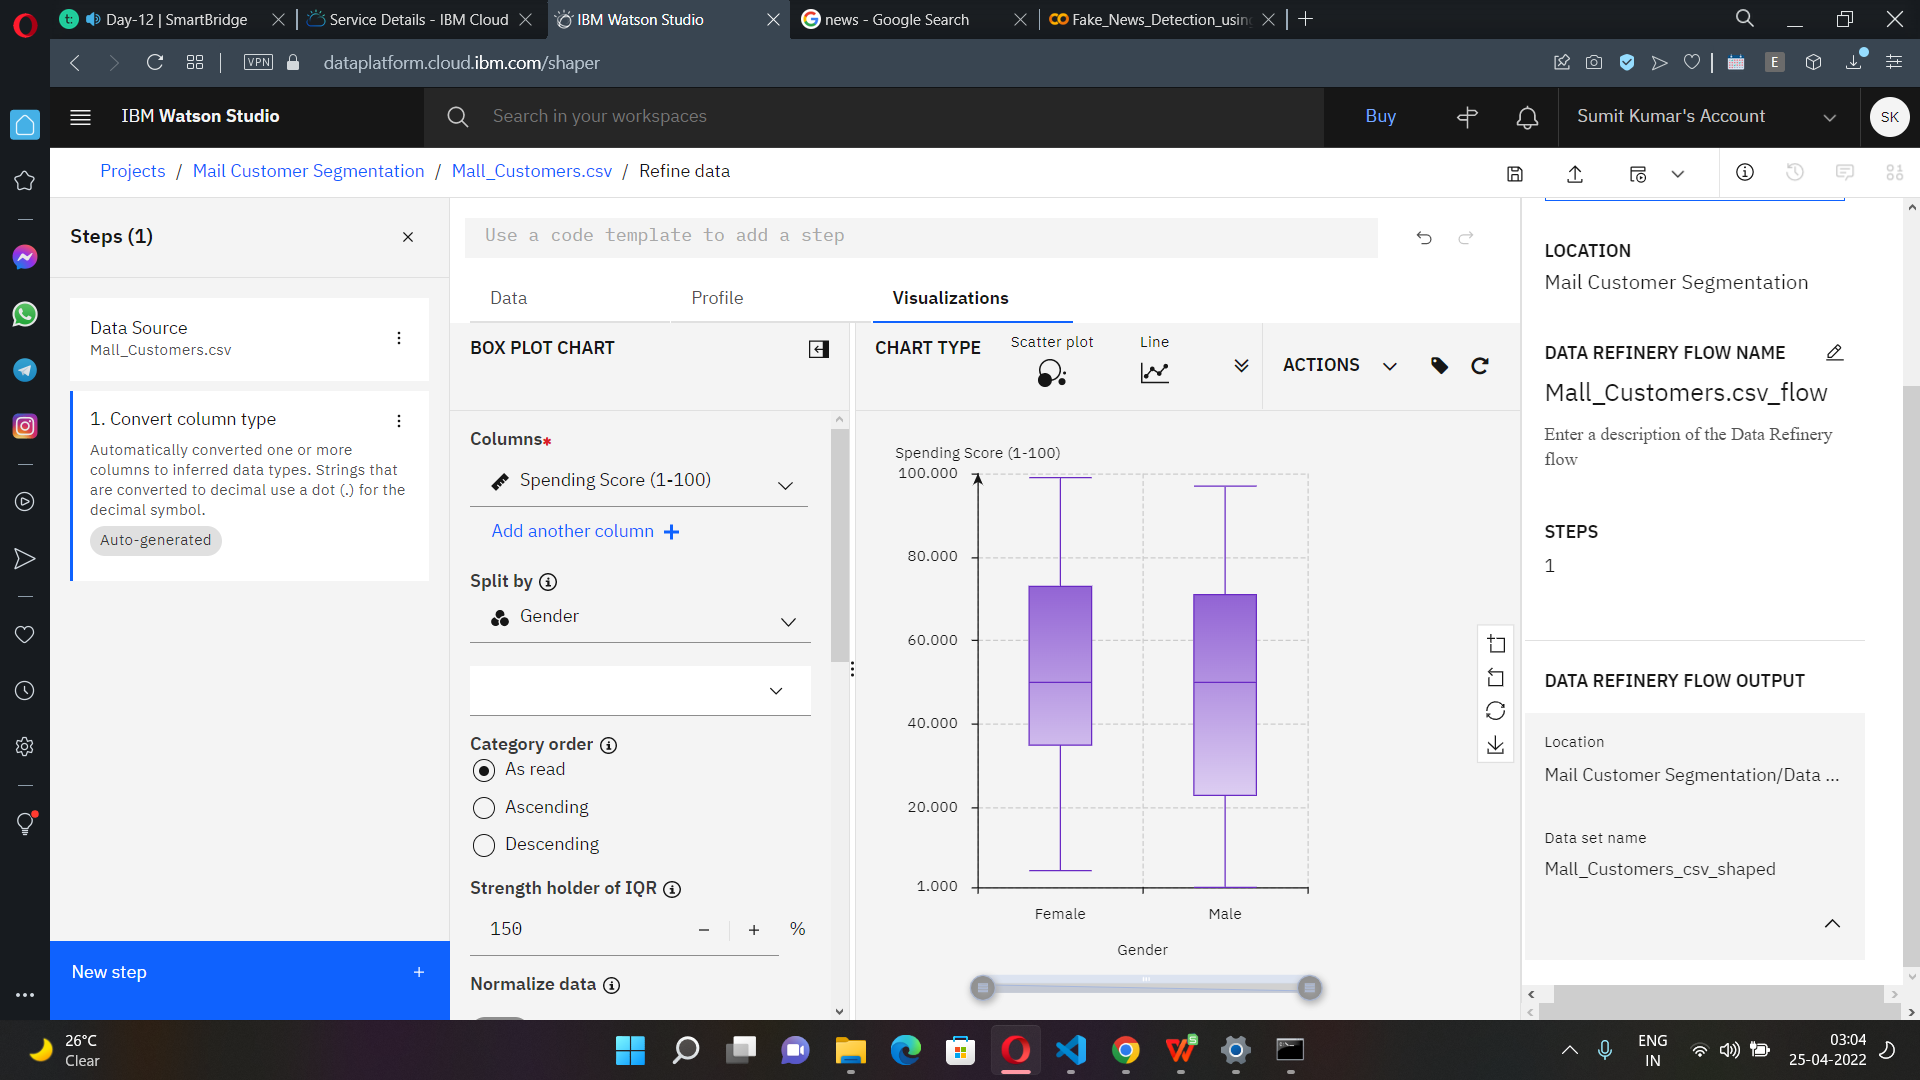 Day-12 | SmartBridge
Service Details - IBM Cloud
IBM Watson Studio
news - Google Search
Fake_News_Detection_usin
VPN
dataplatform.cloud.ibm.com/shaper
E
IBM Watson Studio
Search in your workspaces
Buy
Sumit Kumar's Account
SK
Projects / Mail Customer Segmentation / Mall_Customers.csv / Refine data
Steps (1)
Data Source
Mall_Customers.csv
1. Convert column type
Automatically converted one or more
columns to inferred data types. Strings that
are converted to decimal use a dot (.) for the
decimal symbol.
Auto-generated
New step
Use a code template to add a step
Data
Profile
Visualizations
BOX PLOT CHART
Columns*
Spending Score (1-100)
Add another column
Split by
Gender
Category order
As read
Ascending
Descending
Strength holder of IQR
150
%
Normalize data
CHART TYPE
Scatter plot
Line
ACTIONS
Spending Score (1-100)
100.000
80.000
60.000
40.000
20.000
1.000
Female
Male
Gender
LOCATION
Mail Customer Segmentation
DATA REFINERY FLOW NAME
Mall_Customers.csv_flow
Enter a description of the Data Refinery
flow
STEPS
1
DATA REFINERY FLOW OUTPUT
Location
Mail Customer Segmentation/Data ...
Data set name
Mall_Customers_csv_shaped
26°C
Clear
ENG
IN
03:04
25-04-2022